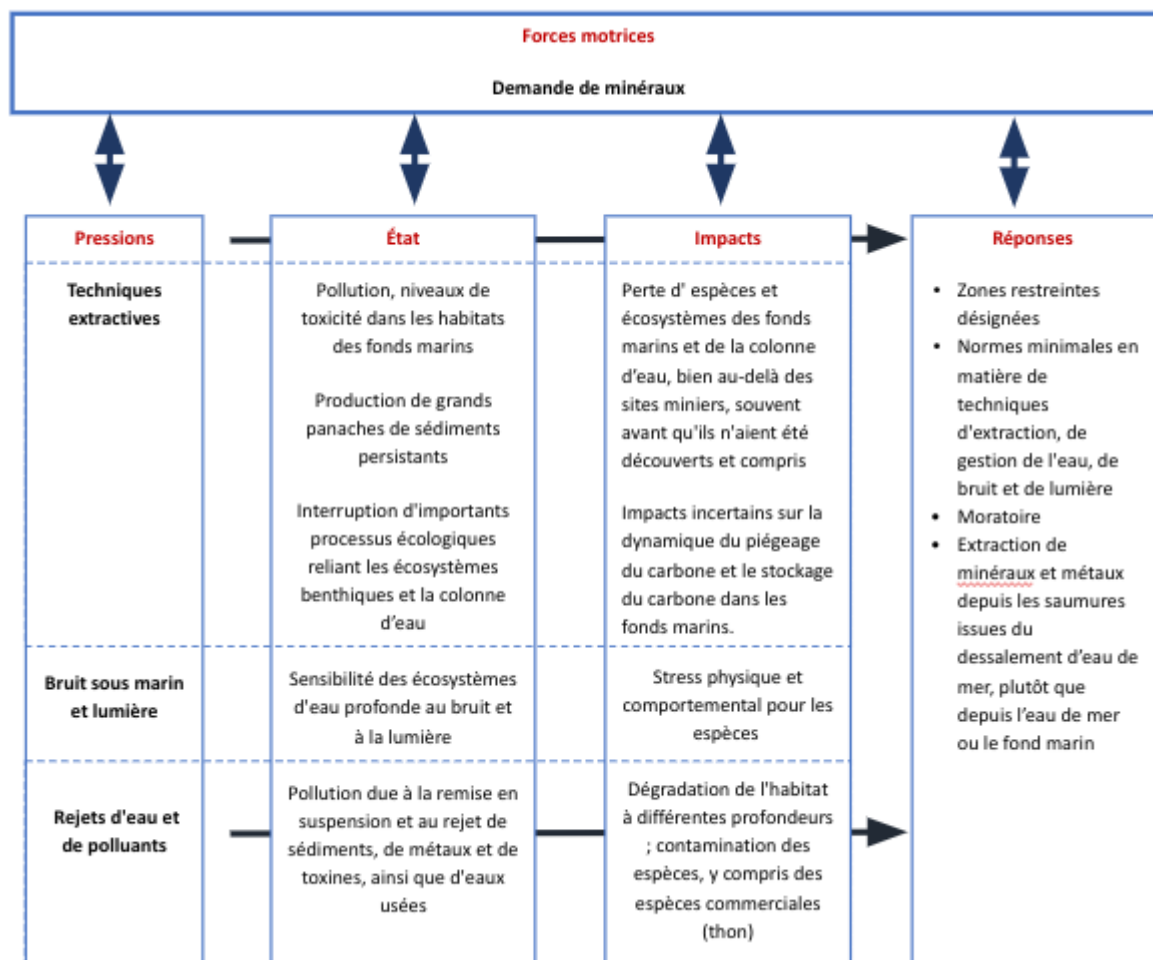 Forces motrices
Demande de minéraux
Pressions
État
Impacts
Réponses
Techniques
extractives
Pollution, niveaux de
toxicité dans les habitats
des fonds marins
Production de grands
panaches de sédiments
persistants
Interruption d'importants
processus écologiques
reliant les écosystèmes
benthiques et la colonne
d’eau
Perte d' espèces et
écosystèmes des fonds
marins et de la colonne
d’eau, bien au-delà des
sites miniers, souvent
avant qu'ils n'aient été
découverts et compris
Impacts incertains sur la
dynamique du piégeage
du carbone et le stockage
du carbone dans les
fonds marins.
• Zones restreintes
désignées
• Normes minimales en
matière de
techniques
d'extraction, de
gestion de l'eau, de
bruit et de lumière
• Moratoire
• Extraction de
minéraux et métaux
depuis les saumures
issues du
dessalement d’eau de
mer, plutôt que
depuis l’eau de mer
ou le fond marin
Bruit sous marin
et lumière
Sensibilité des écosystèmes
d'eau profonde au bruit et
à la lumière
Stress physique et
comportemental pour les
espèces
Rejets d'eau et
de polluants
Pollution due à la remise en
suspension et au rejet de
sédiments, de métaux et de
toxines, ainsi que d'eaux
usées
Dégradation de l'habitat
à différentes profondeurs
; contamination des
espèces, y compris des
espèces commerciales
(thon)